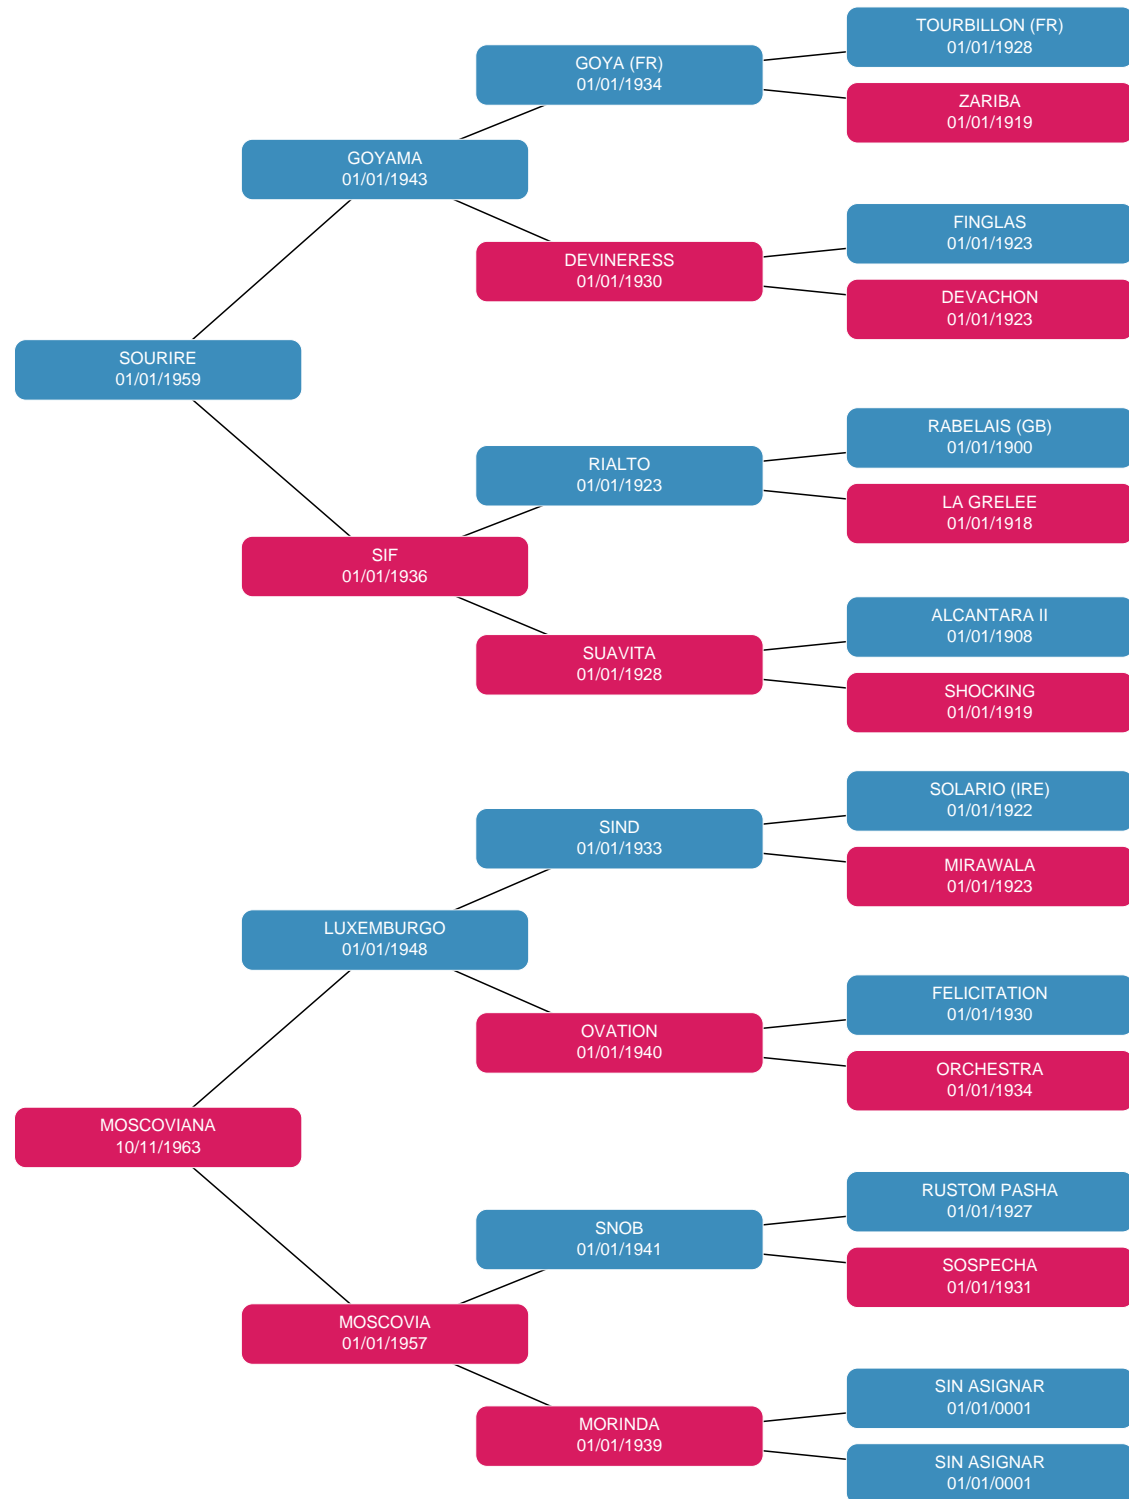 TOURBILLON (FR)
01/01/1928
GOYA (FR)
01/01/1934
ZARIBA
01/01/1919
GOYAMA
01/01/1943
FINGLAS
01/01/1923
DEVINERESS
01/01/1930
DEVACHON
01/01/1923
SOURIRE
01/01/1959
RABELAIS (GB)
01/01/1900
RIALTO
01/01/1923
LA GRELEE
01/01/1918
SIF
01/01/1936
ALCANTARA II
01/01/1908
SUAVITA
01/01/1928
SHOCKING
01/01/1919
SOLARIO (IRE)
01/01/1922
SIND
01/01/1933
MIRAWALA
01/01/1923
LUXEMBURGO
01/01/1948
FELICITATION
01/01/1930
OVATION
01/01/1940
ORCHESTRA
01/01/1934
MOSCOVIANA
10/11/1963
RUSTOM PASHA
01/01/1927
SNOB
01/01/1941
SOSPECHA
01/01/1931
MOSCOVIA
01/01/1957
SIN ASIGNAR
01/01/0001
MORINDA
01/01/1939
SIN ASIGNAR
01/01/0001